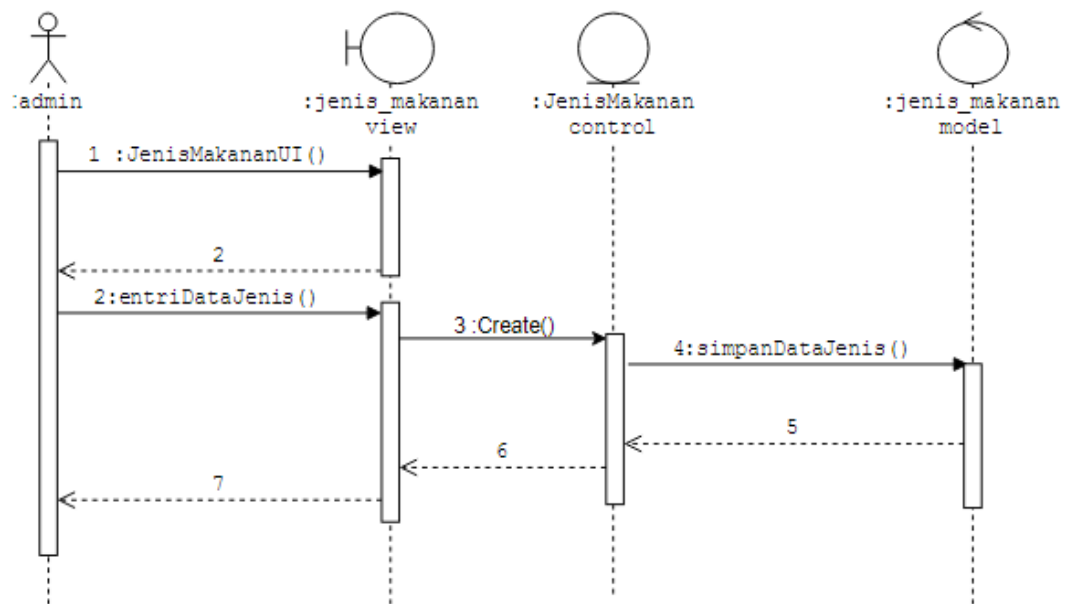 :admin
:jenis_makanan
view
:JenisMakanan
control
:jenis_makanan
model
1 :JenisMakananUI()
2
2:entriDataJenis()
3 :Create()
4:simpanDataJenis()
5
6
7